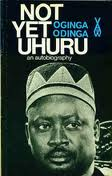 NOT
YET
UHURU
OGINGA
ODINGA
an autobiography